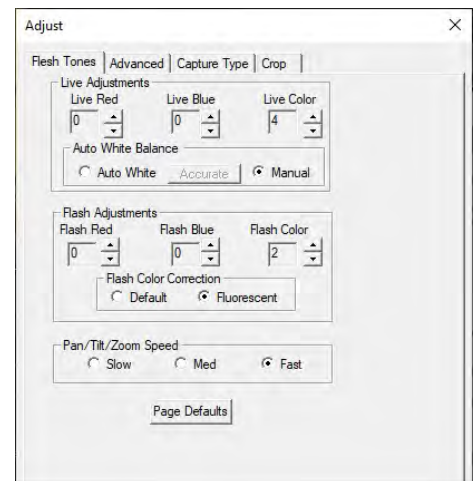 Adjust
Flesh Tones Advanced Capture Type Crop
Live Adjustments
Live Red Live Blue Live Color
0 0 4
Auto White Balance
Auto White Accurate Manual
Flash Adjustments
Flash Red Flash Blue Flash Color
0 0 2
Flash Color Correction
Default Fluorescent
Pan/Tilt/Zoom Speed
Slow Med Fast
Page Defaults